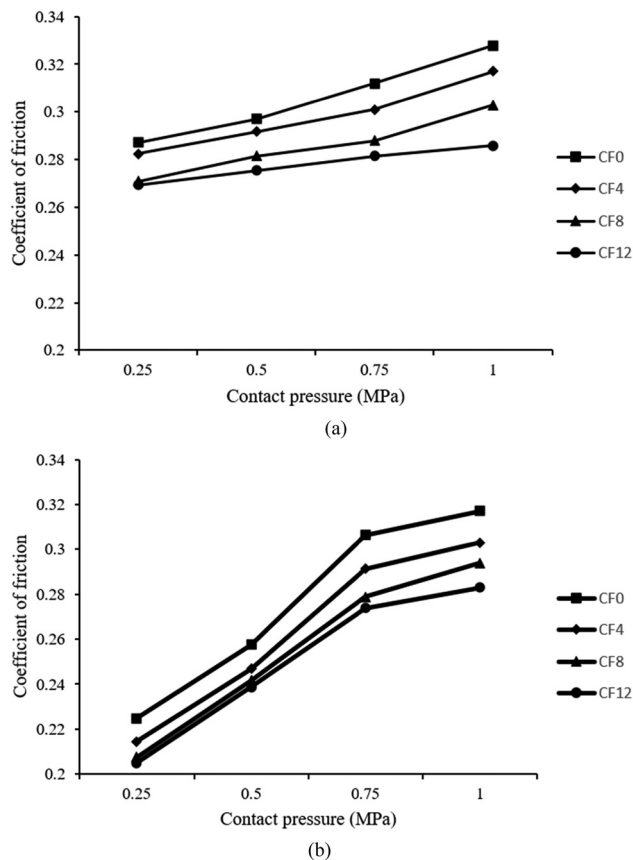 0.34
0.32
0.3
0.28
0.26
0.24
0.22
0.2
Coefficient of friction
0.25 0.5 0.75 1
Contact pressure (MPa)
CF0
CF4
CF8
CF12
(a)
0.34
0.32
0.3
0.28
0.26
0.24
0.22
0.2
Coefficient of friction
0.25 0.5 0.75 1
Contact pressure (MPa)
CF0
CF4
CF8
CF12
(b)